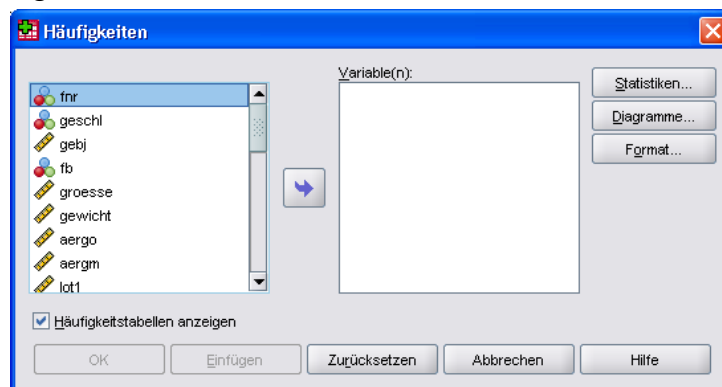 Häufigkeiten
Variable(n):
fnr
geschl
gebj
fb
groesse
gewicht
aergo
aergm
lot1
Statistiken...
Diagramme...
Format...
Häufigkeitstabellen anzeigen
OK
Einfügen
Zurücksetzen
Abbrechen
Hilfe